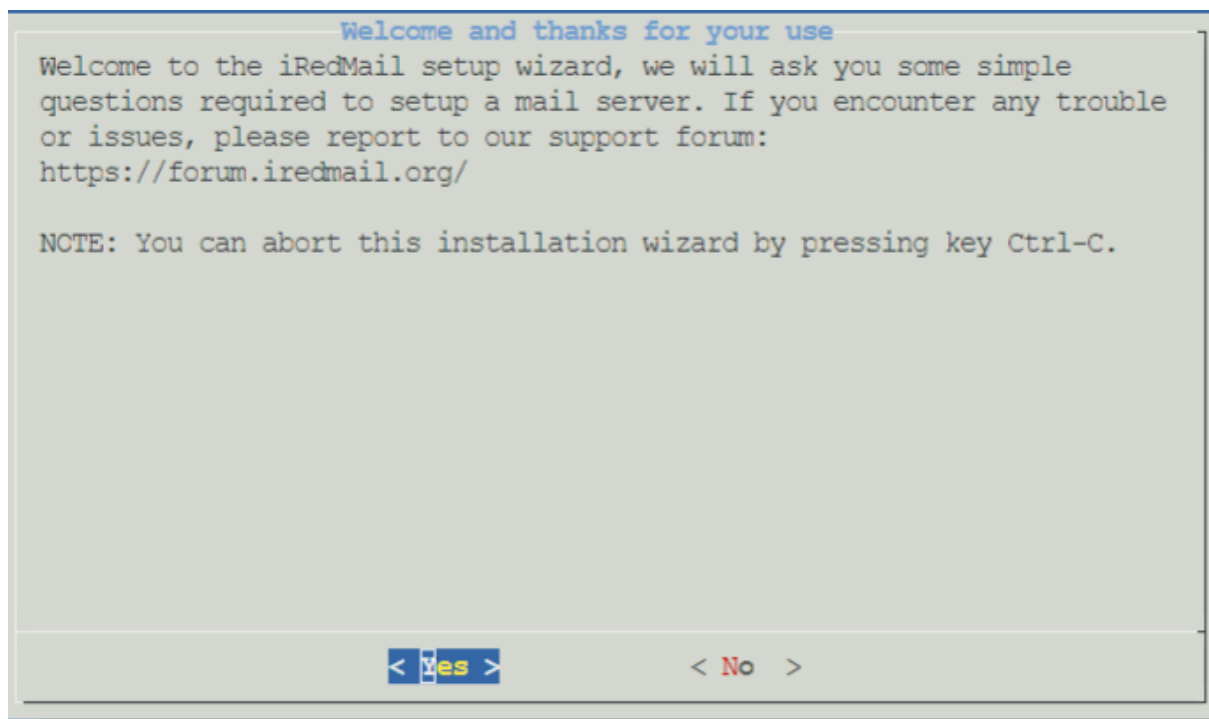 Welcome and thanks for your use
Welcome to the iRedMail setup wizard, we will ask you some simple
questions required to setup a mail server. If you encounter any trouble
or issues, please report to our support forum:
https://forum.iredmail.org/
NOTE: You can abort this installation wizard by pressing key Ctrl-C.
< Yes > < No >